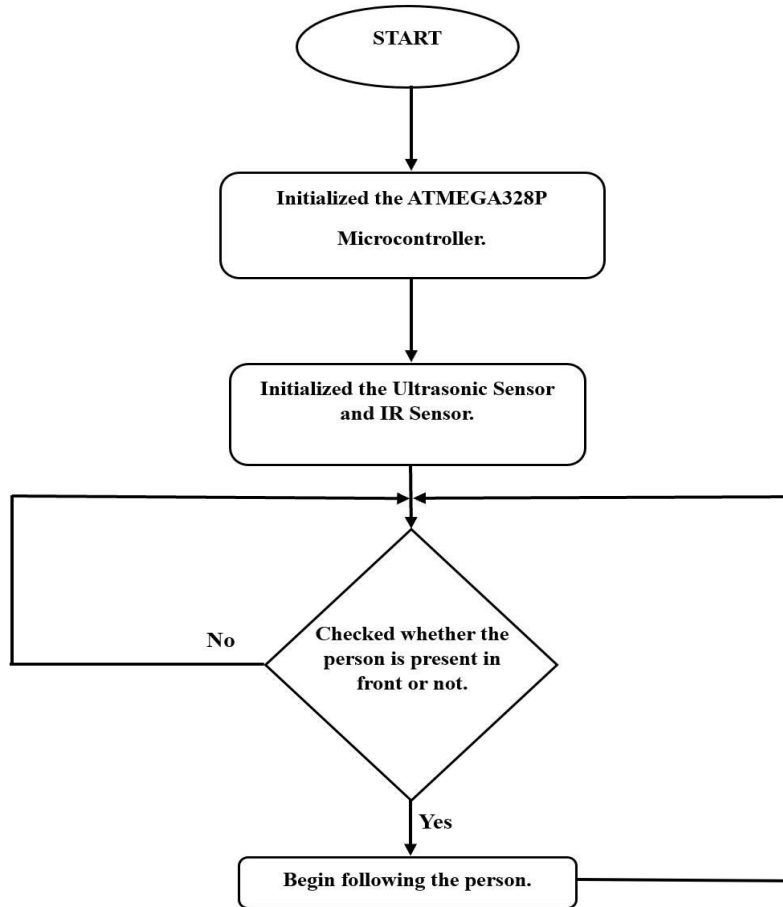 START
Initialized the ATMEGA328P
Microcontroller.
Initialized the Ultrasonic Sensor
and IR Sensor.
No
Checked whether the
person is present in
front or not.
Yes
Begin following the person.